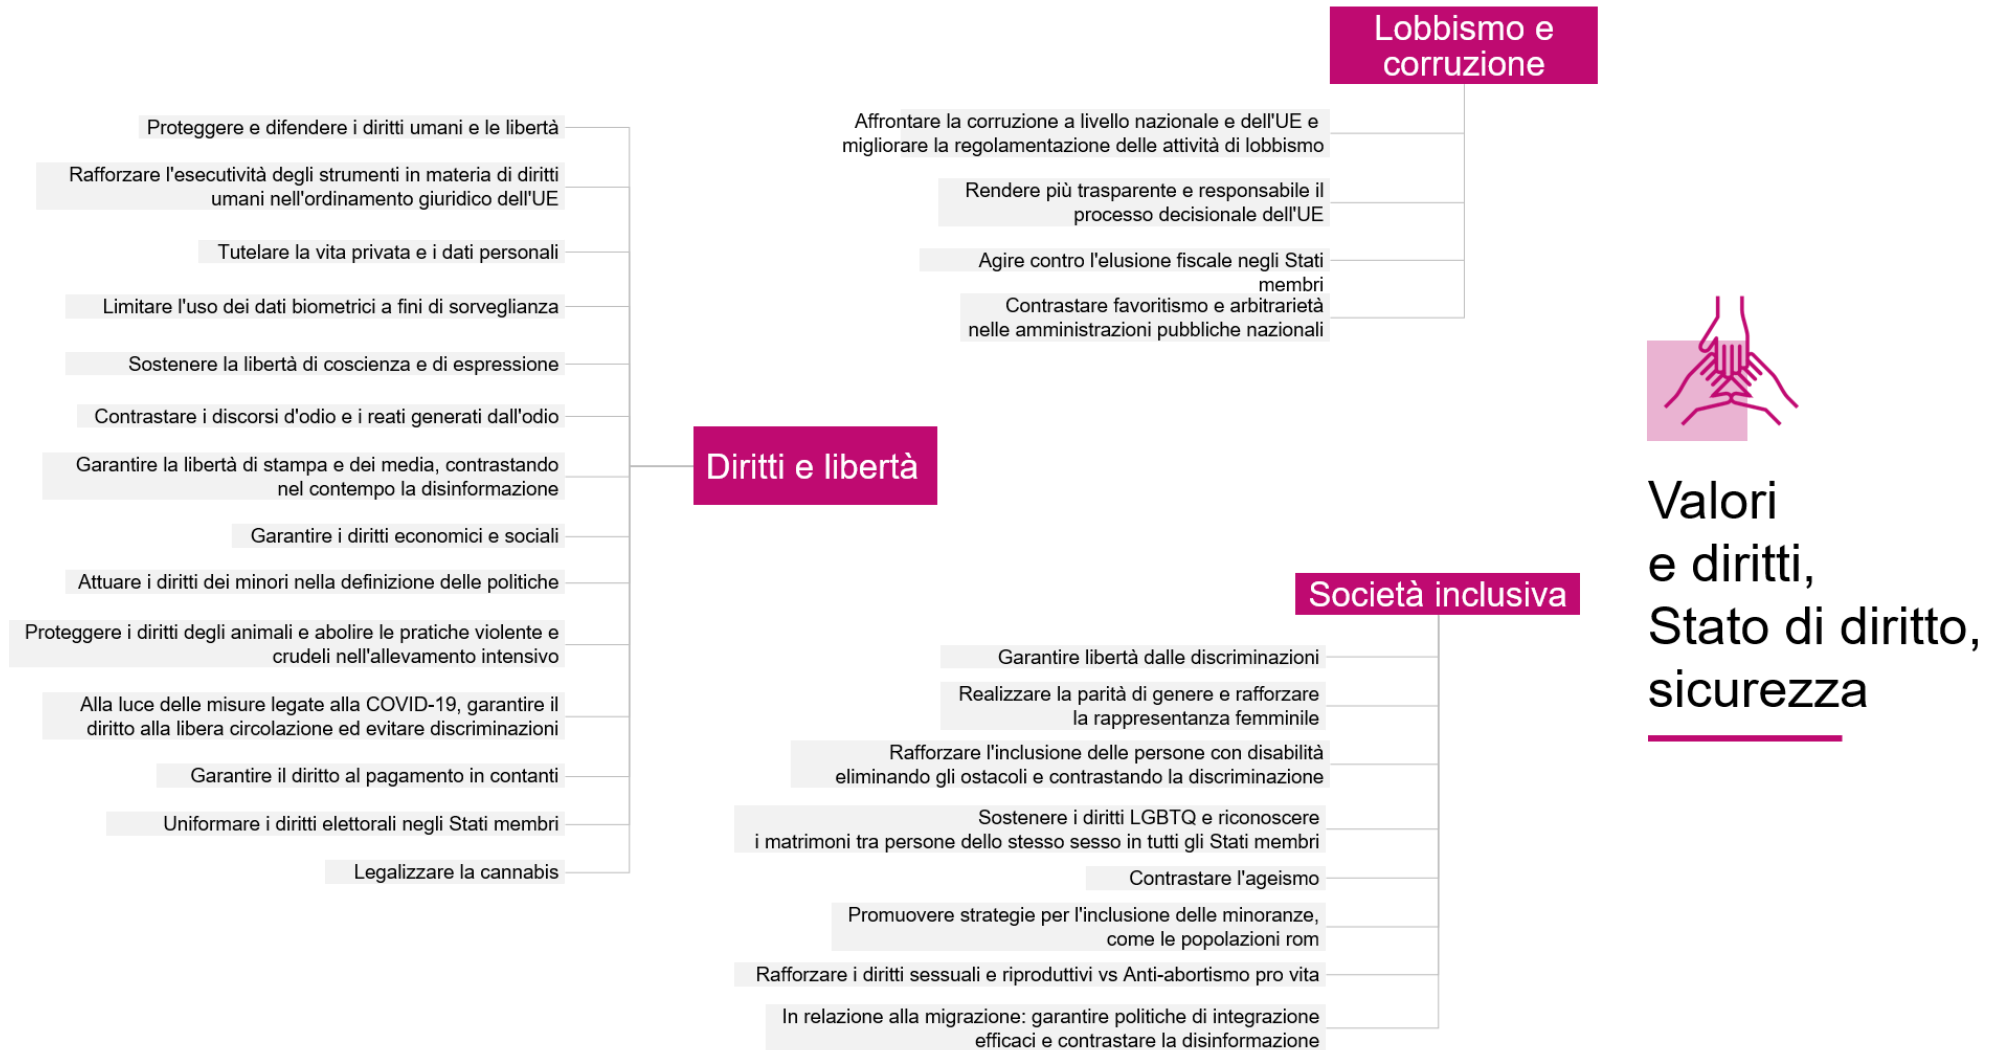 Lobbismo e
corruzione
Affrontare la corruzione a livello nazionale e dell'UE e
migliorare la regolamentazione delle attività di lobbismo
Rendere più trasparente e responsabile il
processo decisionale dell'UE
Agire contro l'elusione fiscale negli Stati
membri
Contrastare favoritismo e arbitrarietà
nelle amministrazioni pubbliche nazionali
Diritti e libertà
Proteggere e difendere i diritti umani e le libertà
Rafforzare l'esecutività degli strumenti in materia di diritti
umani nell'ordinamento giuridico dell'UE
Tutelare la vita privata e i dati personali
Limitare l'uso dei dati biometrici a fini di sorveglianza
Sostenere la libertà di coscienza e di espressione
Contrastare i discorsi d'odio e i reati generati dall'odio
Garantire la libertà di stampa e dei media, contrastando
nel contempo la disinformazione
Garantire i diritti economici e sociali
Attuare i diritti dei minori nella definizione delle politiche
Proteggere i diritti degli animali e abolire le pratiche violente e
crudeli nell'allevamento intensivo
Alla luce delle misure legate alla COVID-19, garantire il
diritto alla libera circolazione ed evitare discriminazioni
Garantire il diritto al pagamento in contanti
Uniformare i diritti elettorali negli Stati membri
Legalizzare la cannabis
Società inclusiva
Garantire libertà dalle discriminazioni
Realizzare la parità di genere e rafforzare
la rappresentanza femminile
Rafforzare l'inclusione delle persone con disabilità
eliminando gli ostacoli e contrastando la discriminazione
Sostenere i diritti LGBTQ e riconoscere
i matrimoni tra persone dello stesso sesso in tutti gli Stati membri
Contrastare l'ageismo
Promuovere strategie per l'inclusione delle minoranze,
come le popolazioni rom
Rafforzare i diritti sessuali e riproduttivi vs Anti-abortismo pro vita
In relazione alla migrazione: garantire politiche di integrazione
efficaci e contrastare la disinformazione
Valori
e diritti,
Stato di diritto,
sicurezza